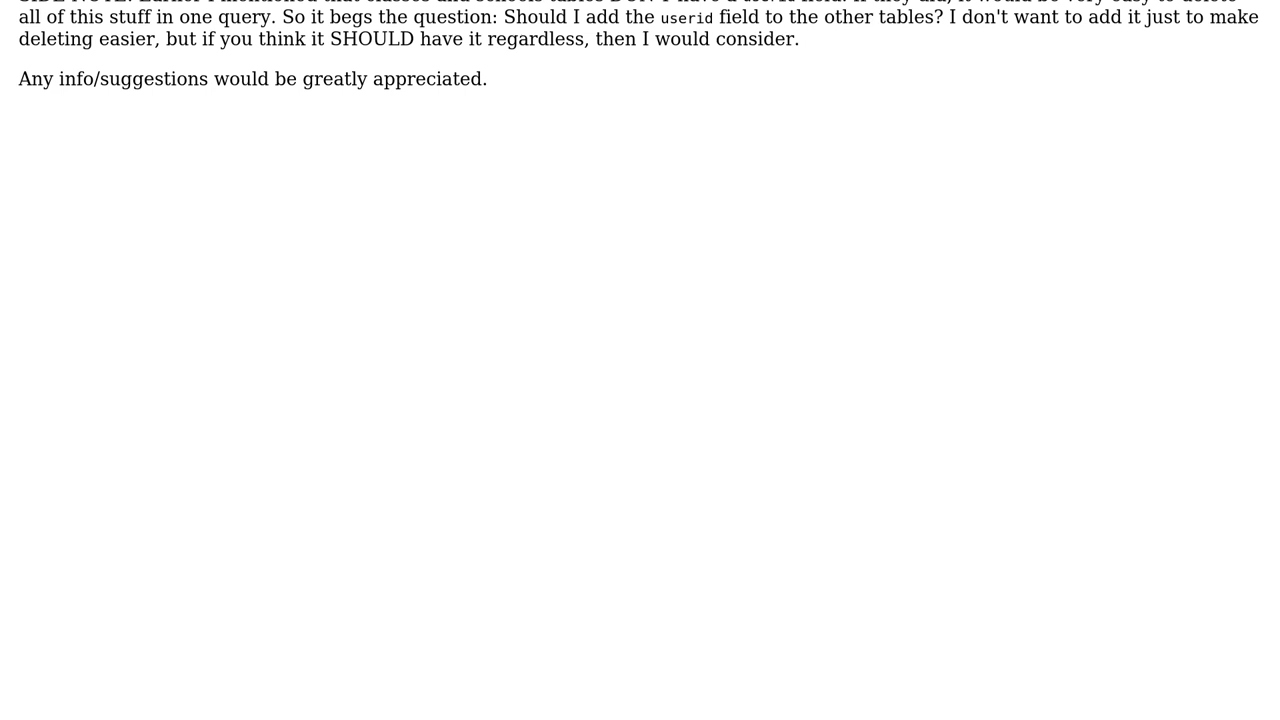 all of this stuff in one query. So it begs the question: Should I add the userid field to the other tables? I don't want to add it just to make
deleting easier, but if you think it SHOULD have it regardless, then I would consider.
Any info/suggestions would be greatly appreciated.